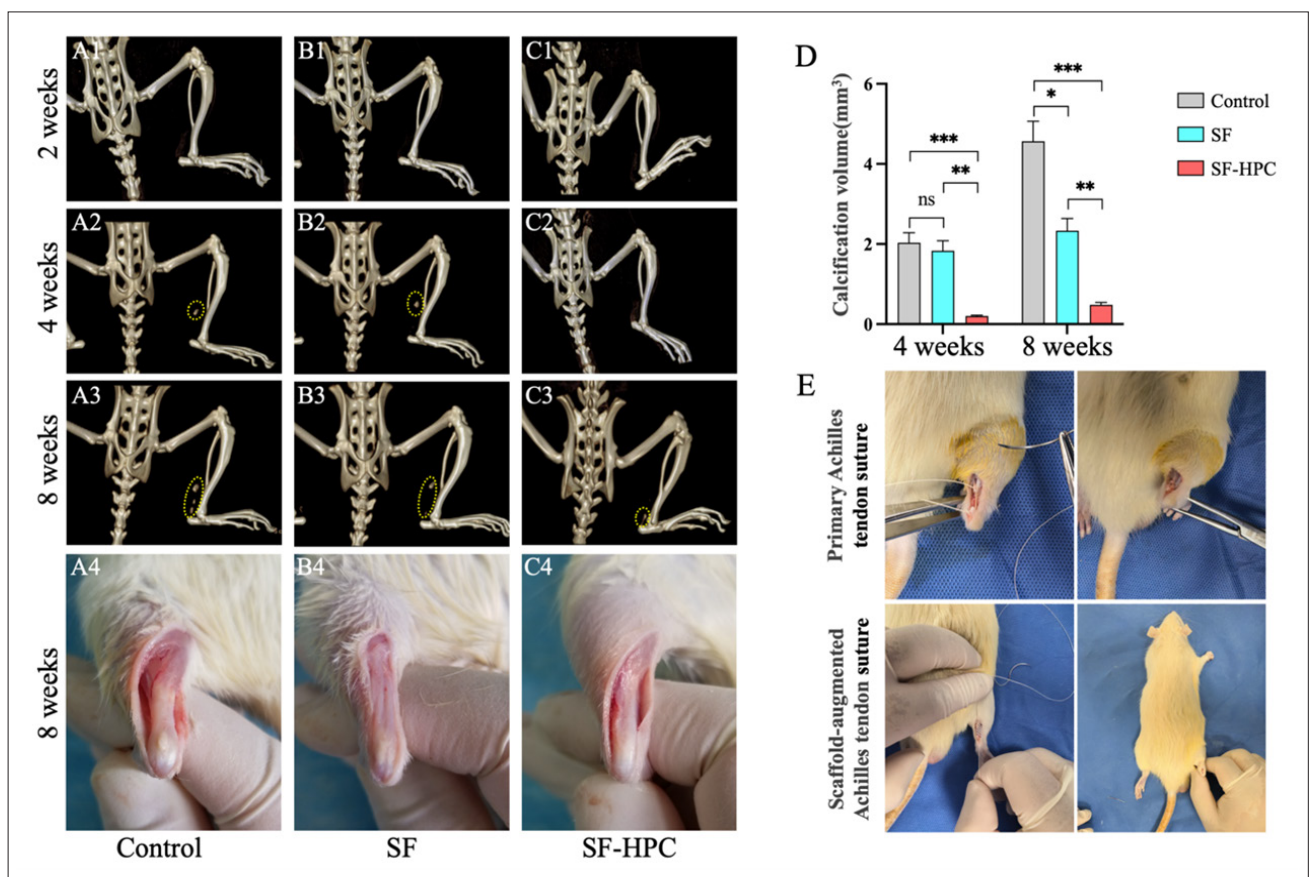 A1
B1
C1
2 weeks
A2
B2
C2
4 weeks
A3
B3
C3
8 weeks
A4
B4
C4
8 weeks
Control
SF
SF-HPC
D
Calcification volume(mm³)
6
4
2
0
***
**
ns
***
*
**
4 weeks
8 weeks
Control
SF
SF-HPC
E
Primary Achilles
tendon suture
Scaffold-augmented
Achilles tendon suture